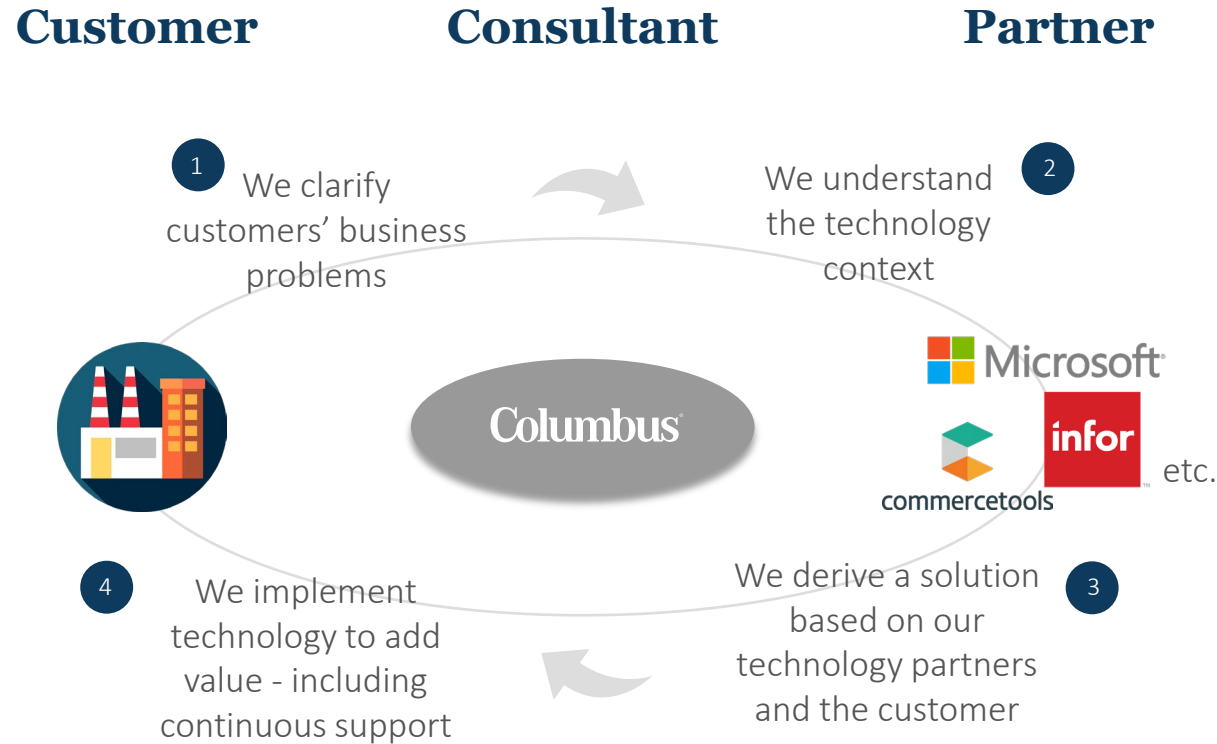 Customer
Consultant
Partner
1
We clarify
customers’ business
problems
2
We understand
the technology
context
Microsoft
Columbus
infor
TM
commercetools
etc.
4
We implement
technology to add
value - including
continuous support
We derive a solution
based on our
technology partners
and the customer
3